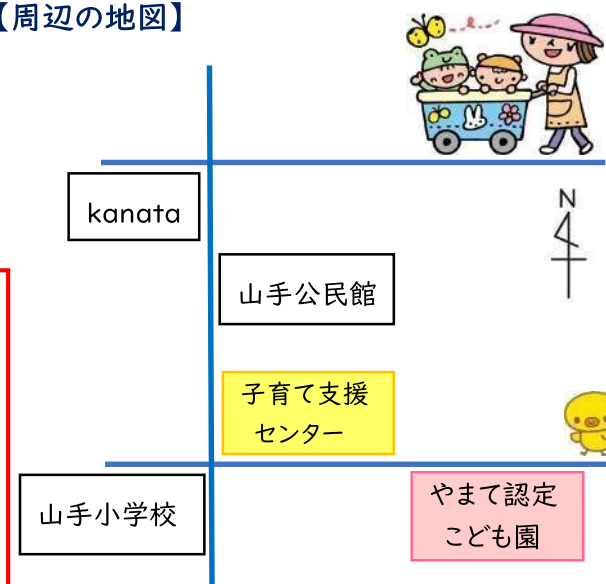 【周辺の地図】
kanata
N
山手公民館
子育て支援
センター
山手小学校
やまて認定
こども園